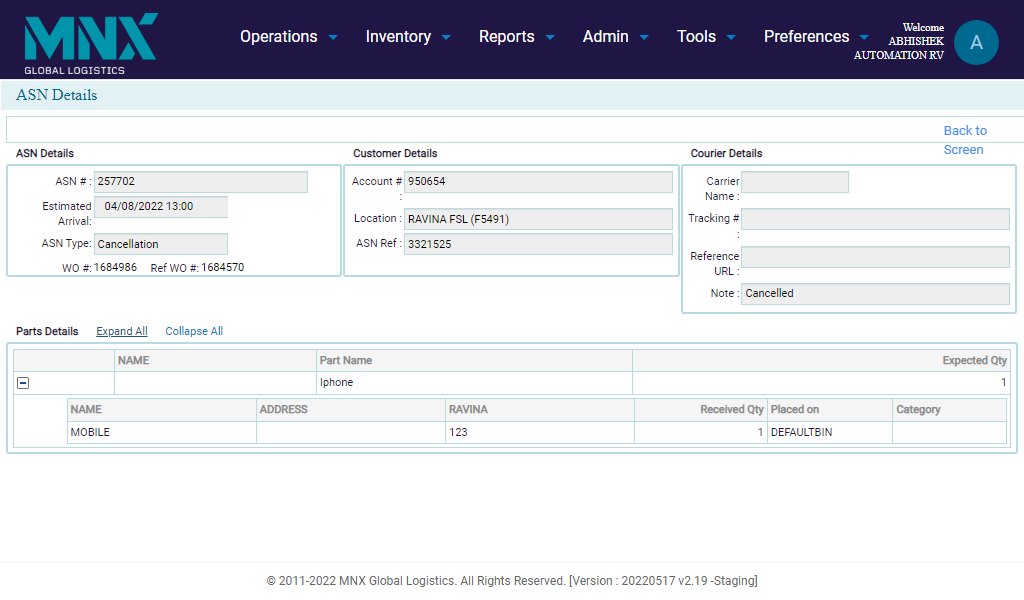 MNX
GLOBAL LOGISTICS
Operations Inventory Reports Admin Tools Preferences
Welcome
ABHISHEK
AUTOMATION RV
A
ASN Details
Back to
Screen
ASN Details
ASN # : 257702
Estimated
Arrival: 04/08/2022 13:00
ASN Type: Cancellation
WO #: 1684986 Ref WO #: 1684570
Customer Details
Account #
: 950654
Location : RAVINA FSL (F5491)
ASN Ref : 3321525
Courier Details
Carrier
Name :
Tracking #
:
Reference
URL :
Note : Cancelled
Parts Details Expand All Collapse All
NAME Part Name Expected Qty
Iphone 1
NAME ADDRESS RAVINA Received Qty Placed on Category
MOBILE 123 1 DEFAULTBIN
© 2011-2022 MNX Global Logistics. All Rights Reserved. [Version : 20220517 v2.19 -Staging]